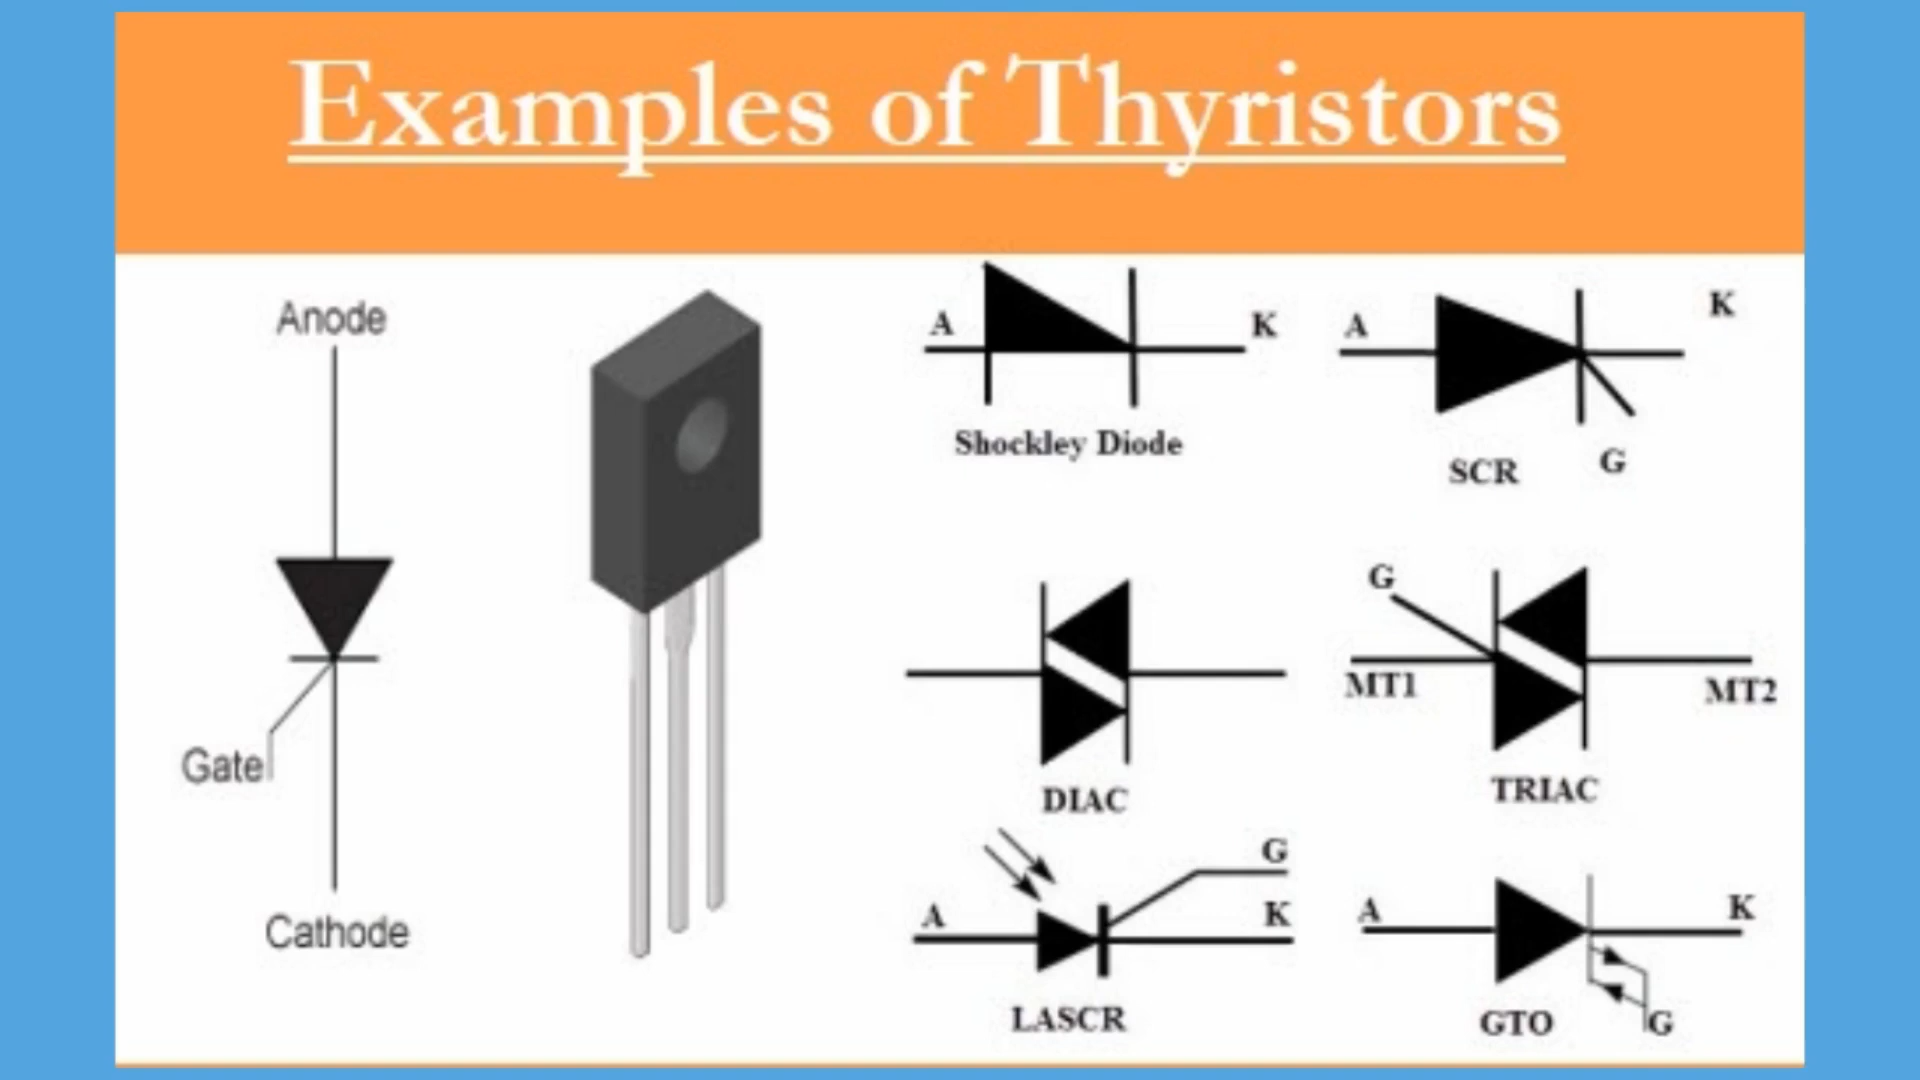 Examples of Thyristors
Anode
Gate
Cathode
A
K
Shockley Diode
A
K
SCR
G
DIAC
G
MT1
MT2
TRIAC
G
A
K
LASCR
A
K
GTO
G